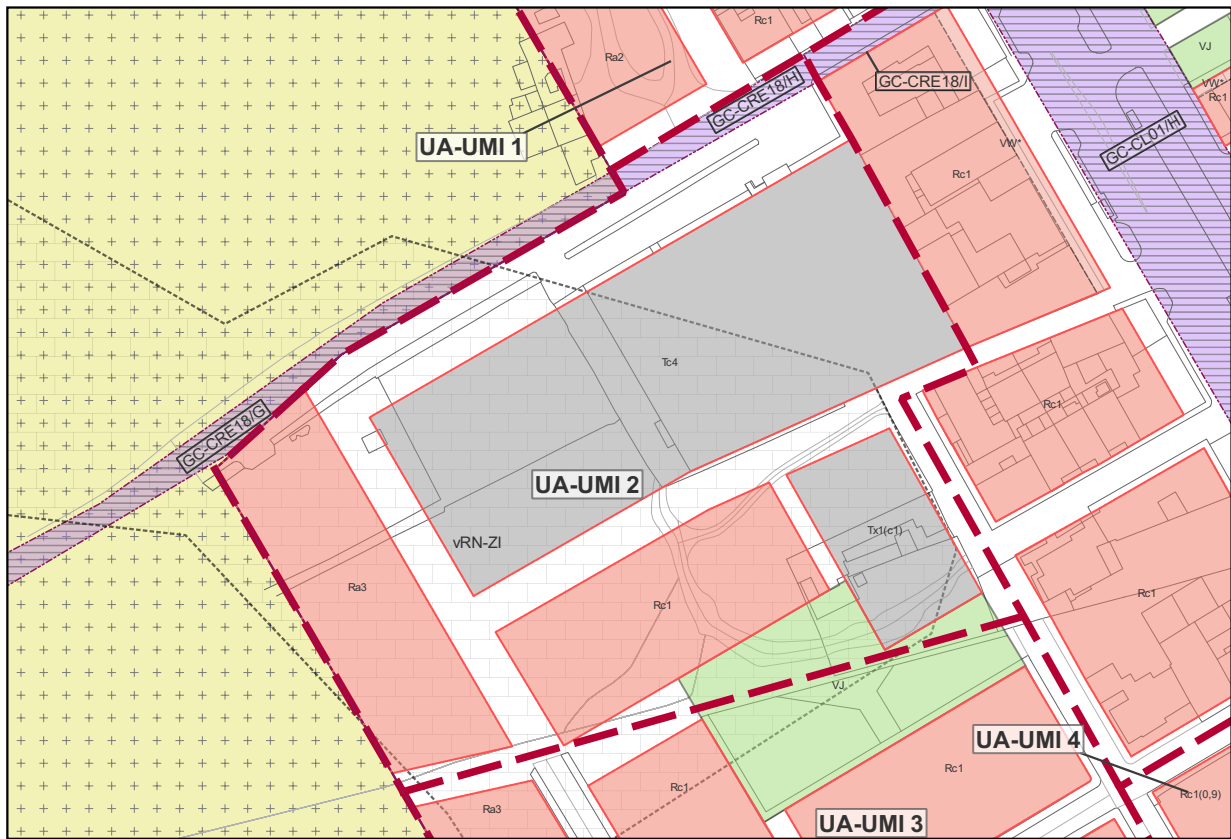 Rc1
VJ
Ra2
GC-CRE18/H
GC-CRE18/I
VW*
Rc1
GC-CL01/H
UA-UMI 1
VW*
Rc1
Tc4
GC-CRE18/G
Rc1
UA-UMI 2
vRN-ZI
Tx1(c1)
Ra3
Rc1
Rc1
VJ
UA-UMI 4
Rc1
Rc1
Rc1(0,9)
Ra3
UA-UMI 3